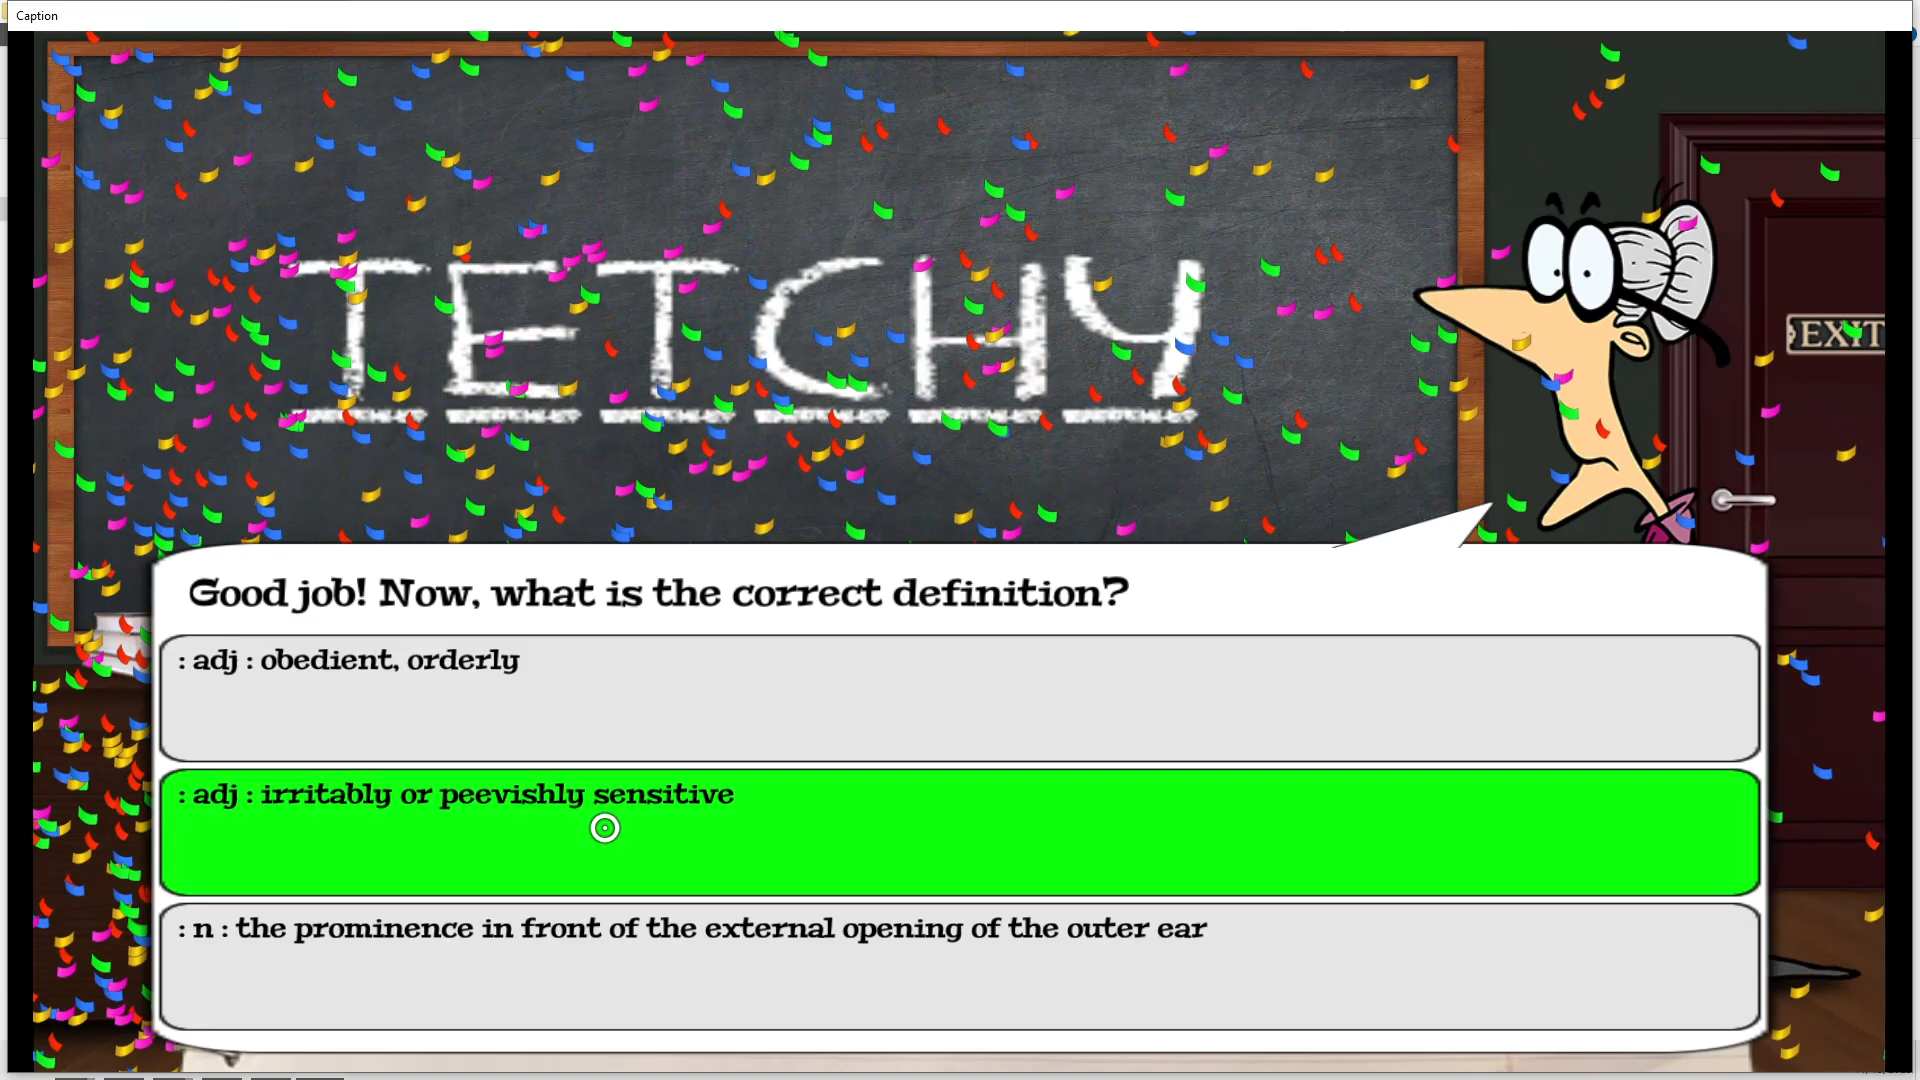 Caption
TETCHY
EXIT
Good job! Now, what is the correct definition?
: adj : obedient, orderly
: adj : irritably or peevishly sensitive
: n : the prominence in front of the external opening of the outer ear